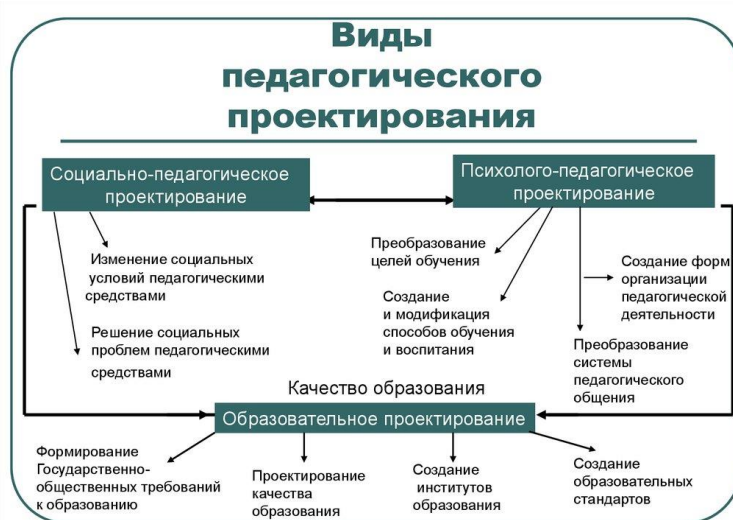 Виды
педагогического
проектирования
Социально-педагогическое
проектирование
Психолого-педагогическое
проектирование
Изменение социальных
условий педагогическими
средствами
Решение социальных
проблем педагогическими
средствами
Преобразование
целей обучения
Создание
и модификация
способов обучения
и воспитания
Создание форм
организации
педагогической
деятельности
Преобразование
системы
педагогического
общения
Качество образования
Образовательное проектирование
Формирование
Государственно-
общественных требований
к образованию
Проектирование
качества
образования
Создание
институтов
образования
Создание
образовательных
стандартов